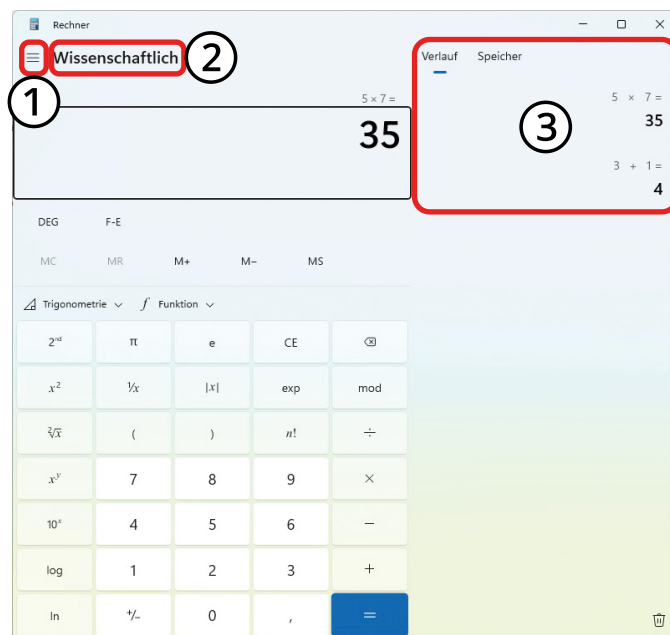 Rechner
Wissenschaftlich
2
1
Verlauf Speicher
5 × 7 =
35
5 × 7 =
35
3
3 + 1 =
4
DEG F-E
MC MR M+ M− MS
Trigonometrie f Funktion
2ⁿᵈ π e CE
x² ¹/x |x| exp mod
²√x ( ) n! ÷
xʸ 7 8 9 ×
10ˣ 4 5 6 −
log 1 2 3 +
ln +/− 0 , =